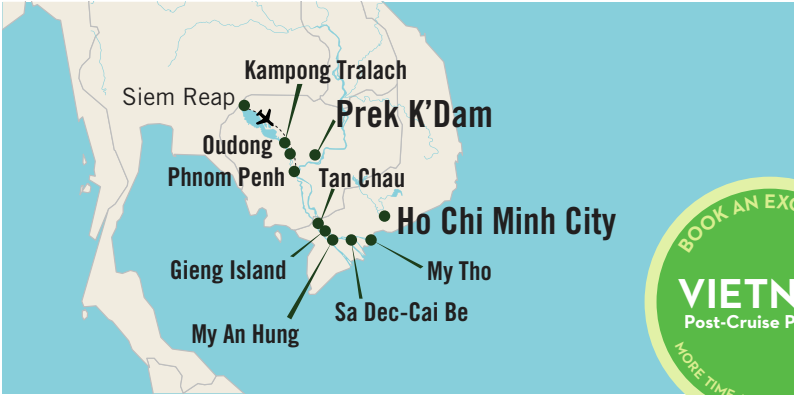 Kampong Tralach
Siem Reap
Prek K'Dam
Oudong
Phnom Penh
Tan Chau
Ho Chi Minh City
Gieng Island
My Tho
Sa Dec-Cai Be
My An Hung
BOOK AN EXC
VIETN
Post-Cruise P
MORE TIME